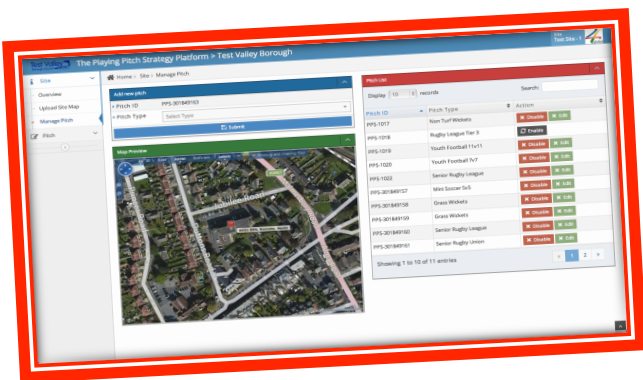 Test Valley
The Playing Pitch Strategy Platform > Test Valley Borough
Test Site - 1
Site
Overview
Upload Site Map
Manage Pitch
Pitch
Home > Site > Manage Pitch
Add new pitch
Pitch ID PPS-301849163
Pitch Type Select Type
Submit
Map Preview
Jubilee Road
Pitch List
Display 10 records
Search:
Pitch ID Pitch Type Action
PPS-1017 Non Turf Wickets Disable Edit
PPS-1018 Rugby League Tier 3 Enable
PPS-1019 Youth Football 11v11 Disable Edit
PPS-1020 Youth Football 7v7 Disable Edit
PPS-1022 Senior Rugby League Disable Edit
PPS-301849157 Mini Soccer 5v5 Disable Edit
PPS-301849158 Grass Wickets Disable Edit
PPS-301849159 Grass Wickets Disable Edit
PPS-301849160 Senior Rugby League Disable Edit
PPS-301849161 Senior Rugby Union Disable Edit
Showing 1 to 10 of 11 entries
1 2